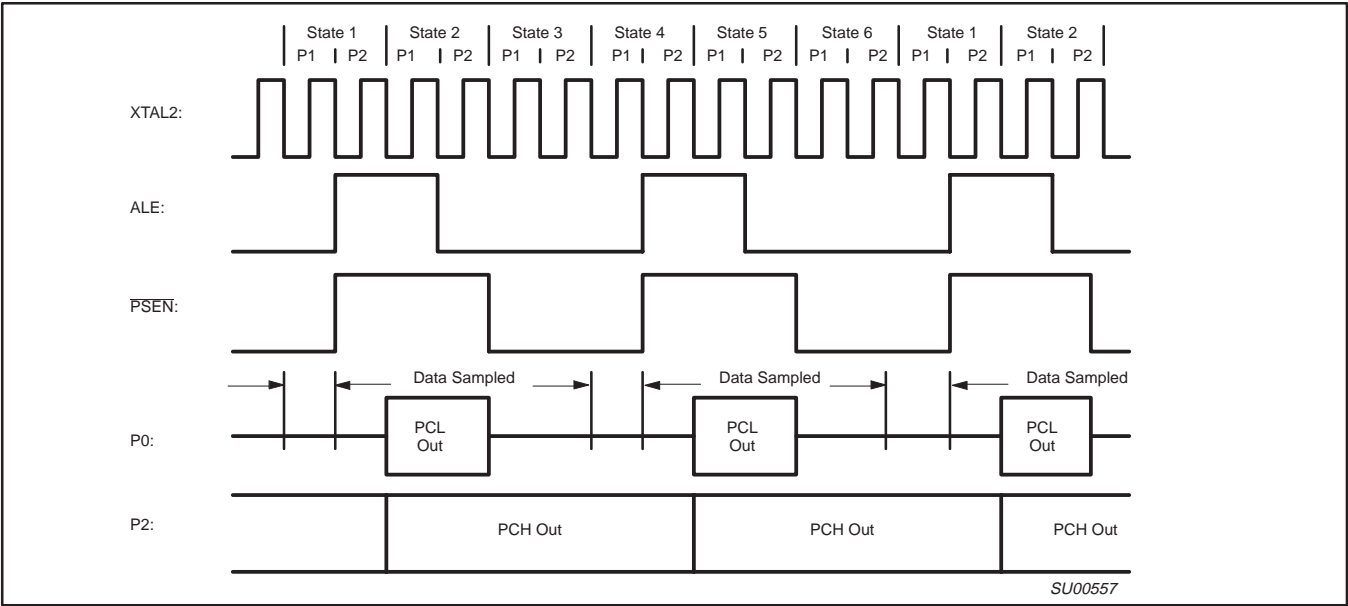 State 1 State 2 State 3 State 4 State 5 State 6 State 1 State 2
P1 P2 P1 P2 P1 P2 P1 P2 P1 P2 P1 P2 P1 P2 P1 P2
XTAL2:
ALE:
PSEN:
Data Sampled Data Sampled Data Sampled
P0:
PCL Out PCL Out PCL Out
P2:
PCH Out PCH Out PCH Out
SU00557